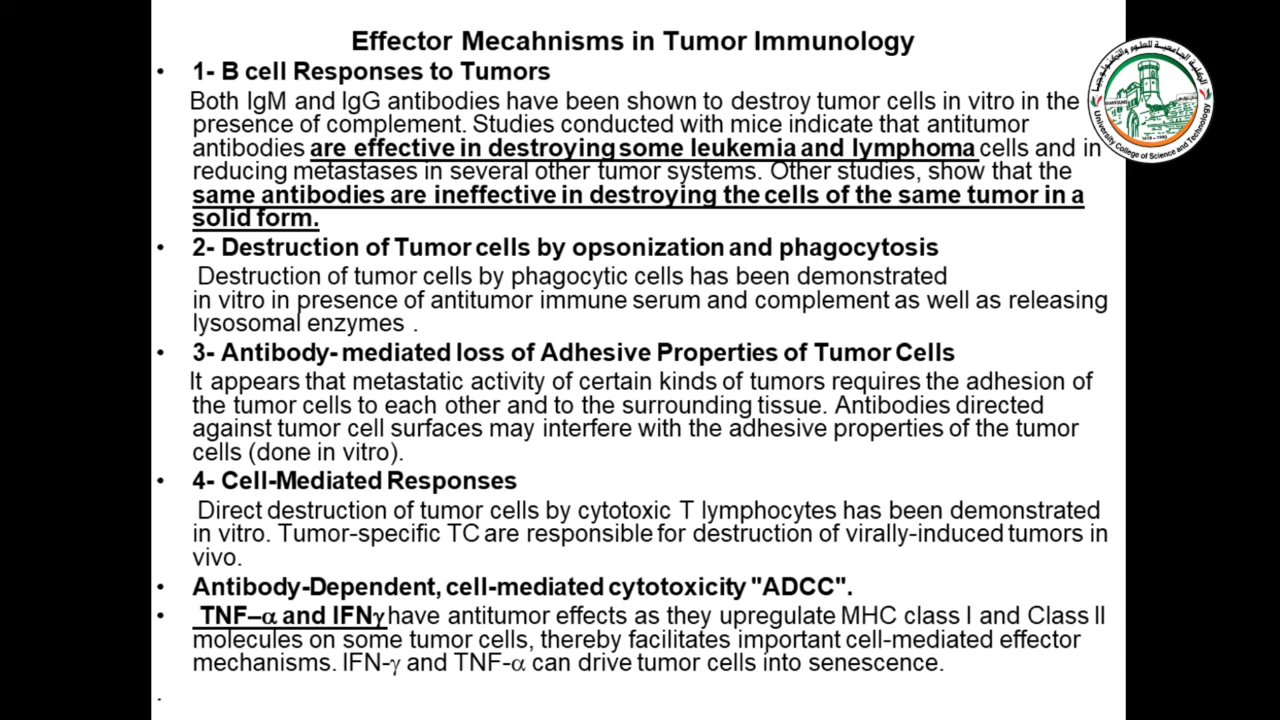 Effector Mecahnisms in Tumor Immunology
• 1- B cell Responses to Tumors
Both IgM and IgG antibodies have been shown to destroy tumor cells in vitro in the
presence of complement. Studies conducted with mice indicate that antitumor
antibodies are effective in destroying some leukemia and lymphoma cells and in
reducing metastases in several other tumor systems. Other studies, show that the
same antibodies are ineffective in destroying the cells of the same tumor in a
solid form.
• 2- Destruction of Tumor cells by opsonization and phagocytosis
Destruction of tumor cells by phagocytic cells has been demonstrated
in vitro in presence of antitumor immune serum and complement as well as releasing
lysosomal enzymes .
• 3- Antibody- mediated loss of Adhesive Properties of Tumor Cells
It appears that metastatic activity of certain kinds of tumors requires the adhesion of
the tumor cells to each other and to the surrounding tissue. Antibodies directed
against tumor cell surfaces may interfere with the adhesive properties of the tumor
cells (done in vitro).
• 4- Cell-Mediated Responses
Direct destruction of tumor cells by cytotoxic T lymphocytes has been demonstrated
in vitro. Tumor-specific TC are responsible for destruction of virally-induced tumors in
vivo.
• Antibody-Dependent, cell-mediated cytotoxicity "ADCC".
• TNF–α and IFNγ have antitumor effects as they upregulate MHC class I and Class II
molecules on some tumor cells, thereby facilitates important cell-mediated effector
mechanisms. IFN-γ and TNF-α can drive tumor cells into senescence.
.
الكلية الجامعية للعلوم والتكنولوجيا
University College of Science and Technology